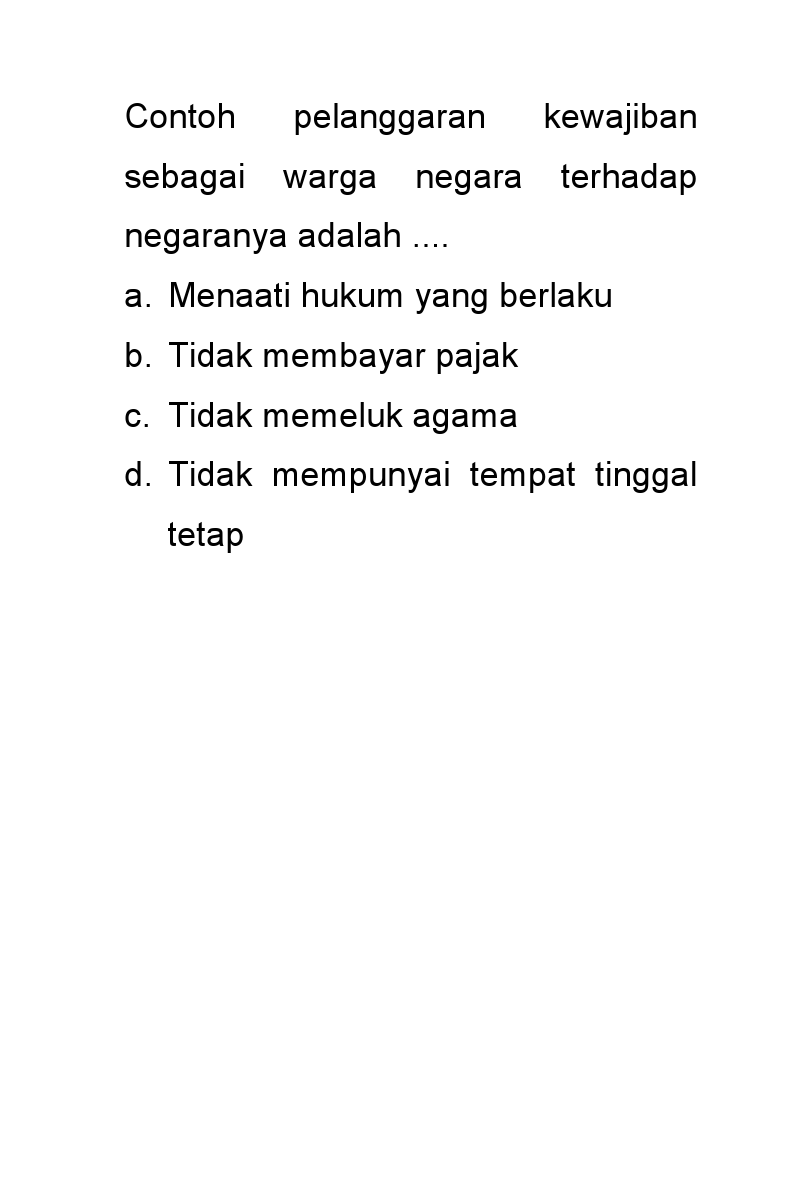 Contoh pelanggaran kewajiban
sebagai warga negara terhadap
negaranya adalah ....
a. Menaati hukum yang berlaku
b. Tidak membayar pajak
c. Tidak memeluk agama
d. Tidak mempunyai tempat tinggal
tetap